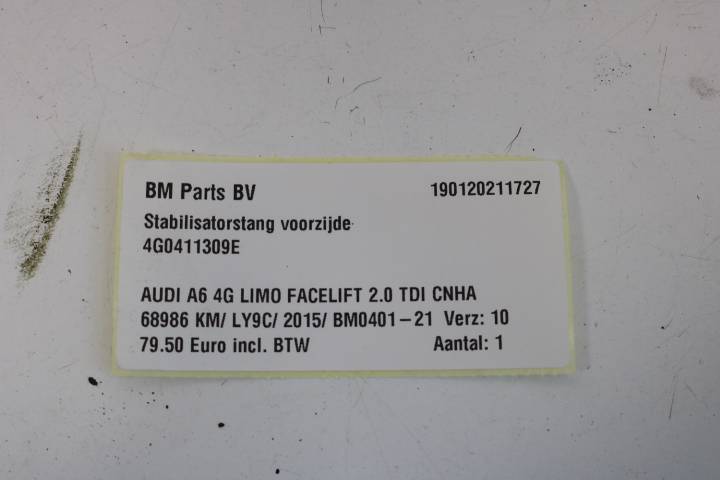 BM Parts BV 190120211727
Stabilisatorstang voorzijde
4G0411309E
AUDI A6 4G LIMO FACELIFT 2.0 TDI CNHA
68986 KM/ LY9C/ 2015/ BM0401-21 Verz: 10
79.50 Euro incl. BTW Aantal: 1